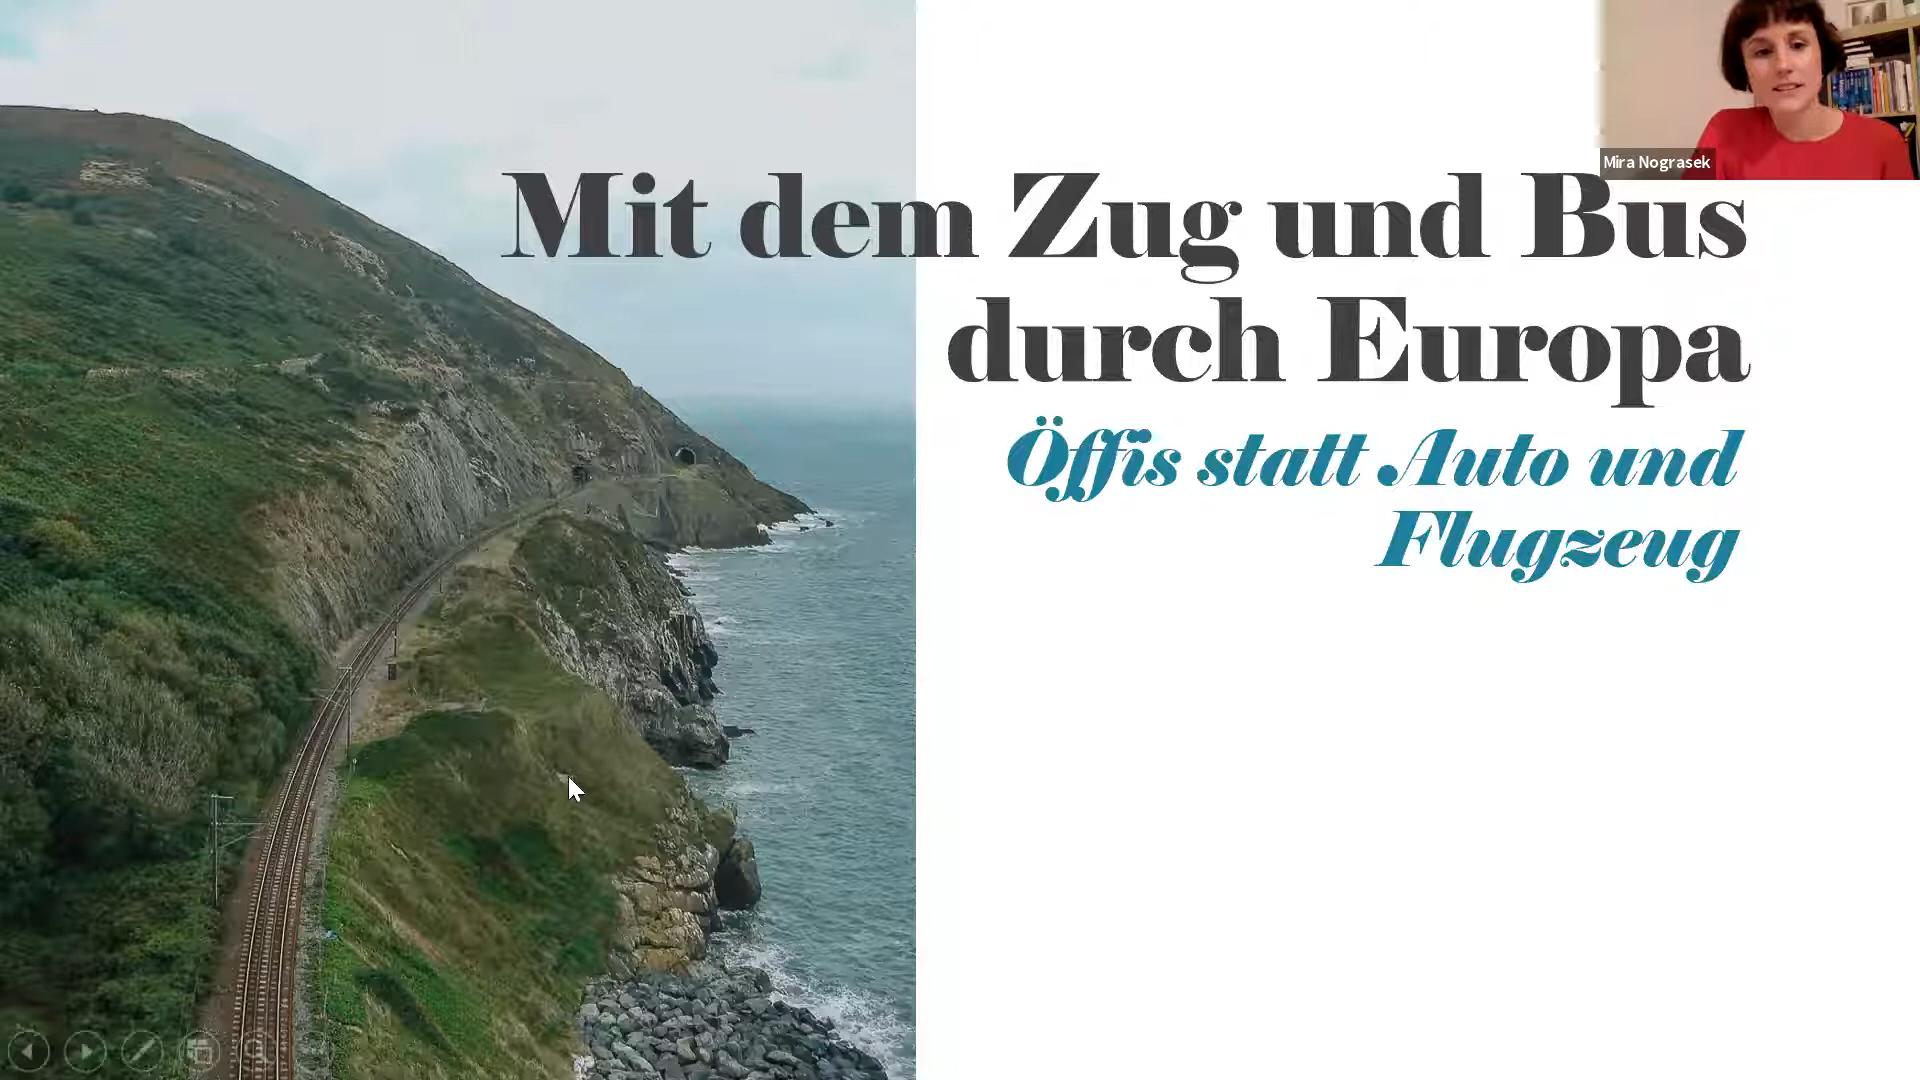 Mira Nograsek
Mit dem Zug und Bus
durch Europa
Öffis statt Auto und
Flugzeug